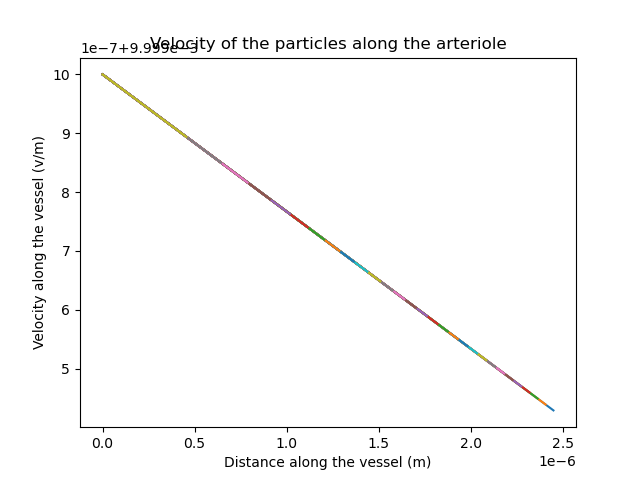 Velocity of the particles along the arteriole
1e−7+9.999e−3
10
9
8
7
6
5
Velocity along the vessel (v/m)
0.0 0.5 1.0 1.5 2.0 2.5
1e−6
Distance along the vessel (m)